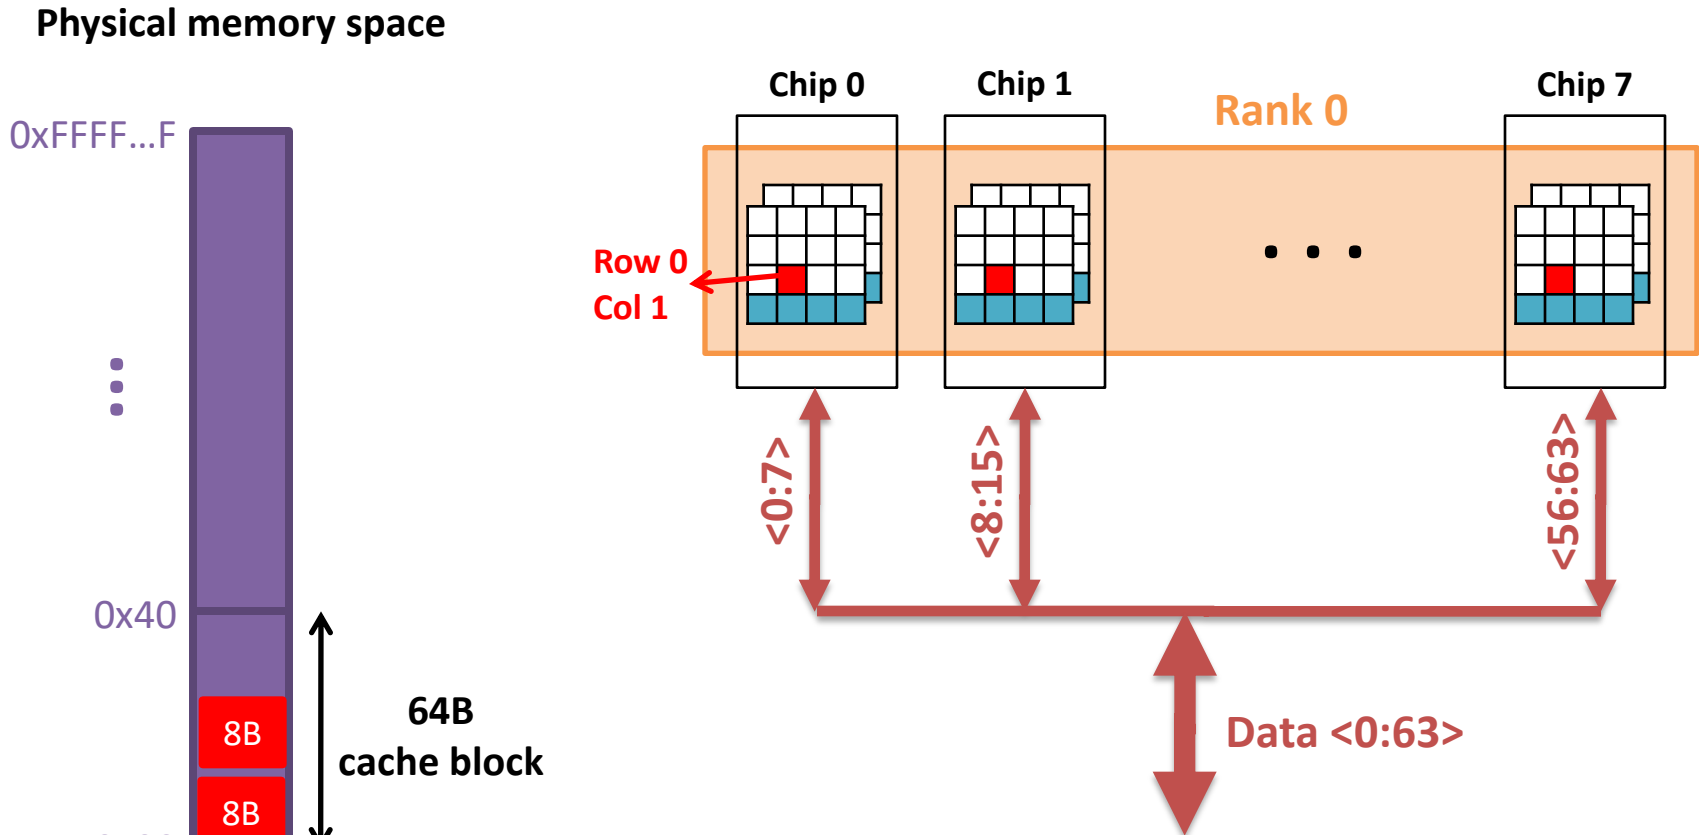 Physical memory space
Chip 0
Chip 1
Chip 7
Rank 0
0xFFFF...F
Row 0
Col 1
<0:7>
<8:15>
<56:63>
0x40
64B
cache block
8B
8B
Data <0:63>